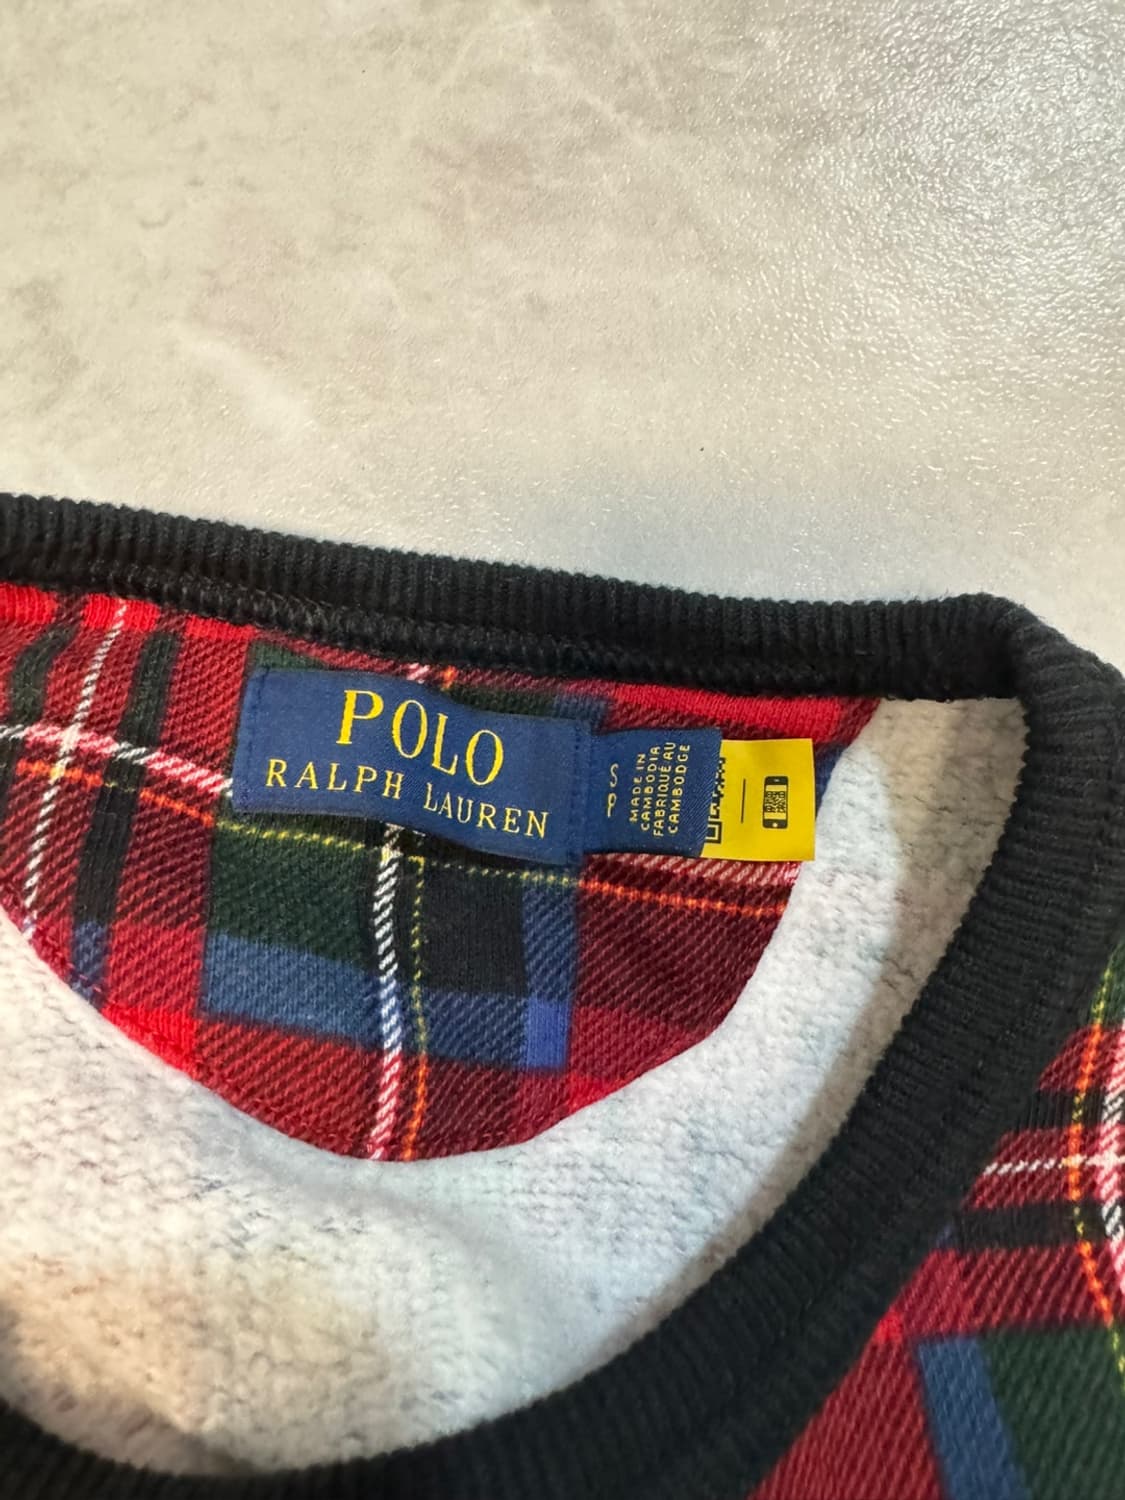 POLO
RALPH LAUREN
S
P
MADE IN
CAMBODIA
FABRIQUÉ AU
CAMBODGE